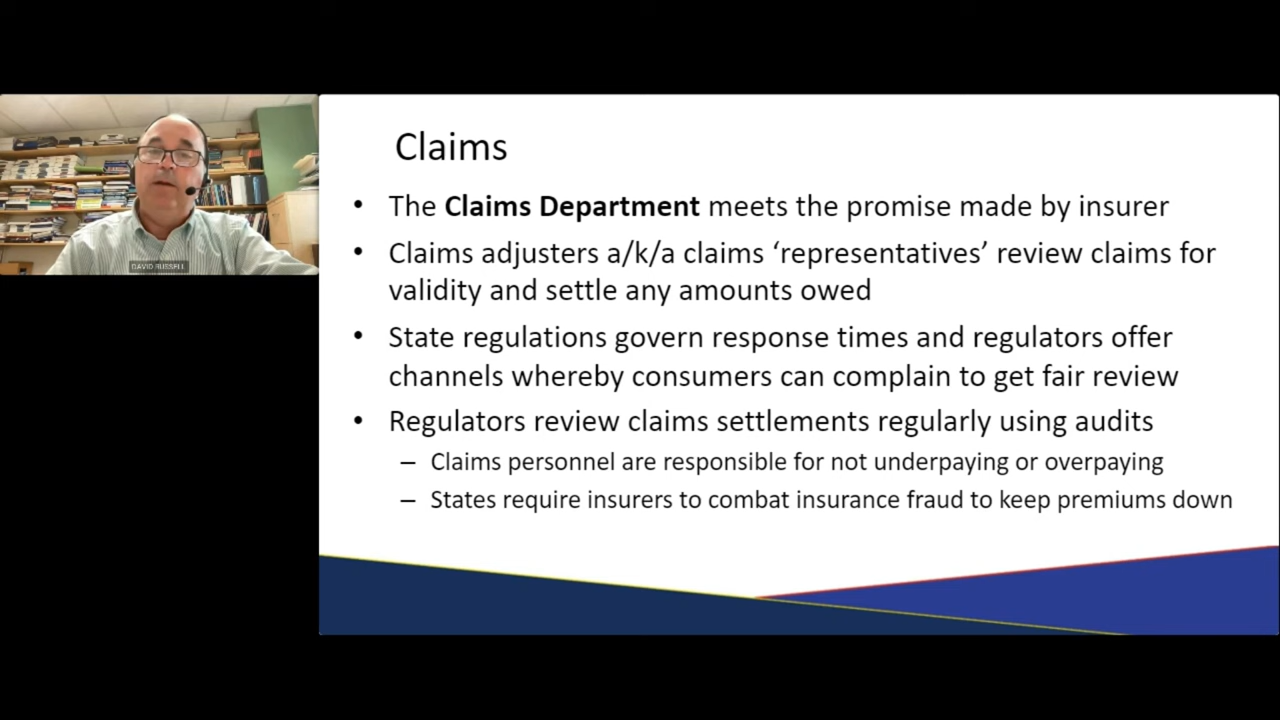 DAVID RUSSELL
Claims
• The Claims Department meets the promise made by insurer
• Claims adjusters a/k/a claims ‘representatives’ review claims for
validity and settle any amounts owed
• State regulations govern response times and regulators offer
channels whereby consumers can complain to get fair review
• Regulators review claims settlements regularly using audits
– Claims personnel are responsible for not underpaying or overpaying
– States require insurers to combat insurance fraud to keep premiums down